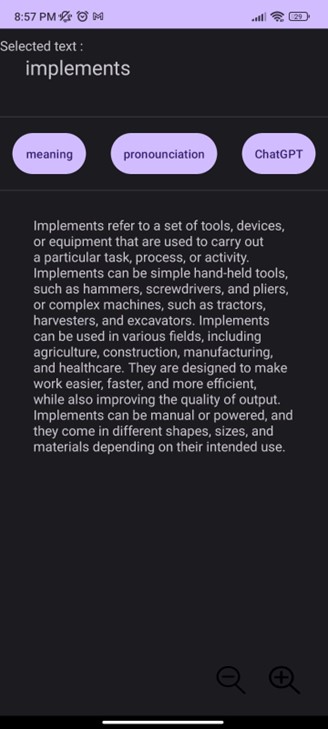 8:57 PM
29
Selected text :
implements
meaning
pronounciation
ChatGPT
Implements refer to a set of tools, devices,
or equipment that are used to carry out
a particular task, process, or activity.
Implements can be simple hand-held tools,
such as hammers, screwdrivers, and pliers,
or complex machines, such as tractors,
harvesters, and excavators. Implements
can be used in various fields, including
agriculture, construction, manufacturing,
and healthcare. They are designed to make
work easier, faster, and more efficient,
while also improving the quality of output.
Implements can be manual or powered, and
they come in different shapes, sizes, and
materials depending on their intended use.